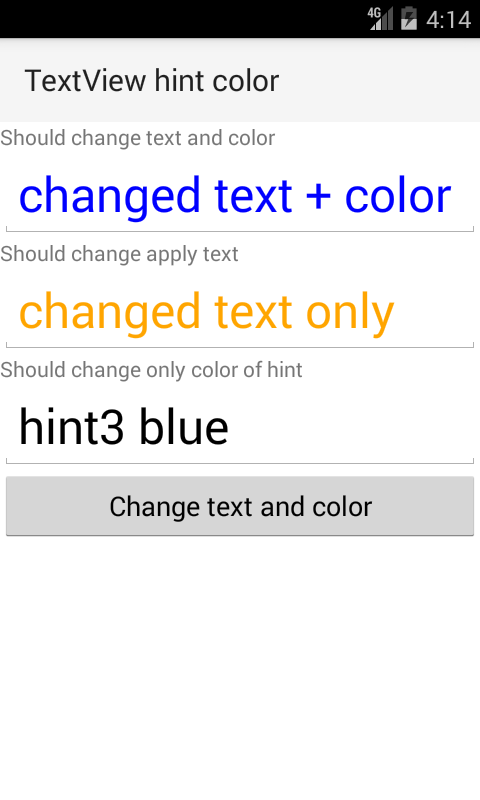 4G 4:14
TextView hint color
Should change text and color
changed text + color
Should change apply text
changed text only
Should change only color of hint
hint3 blue
Change text and color